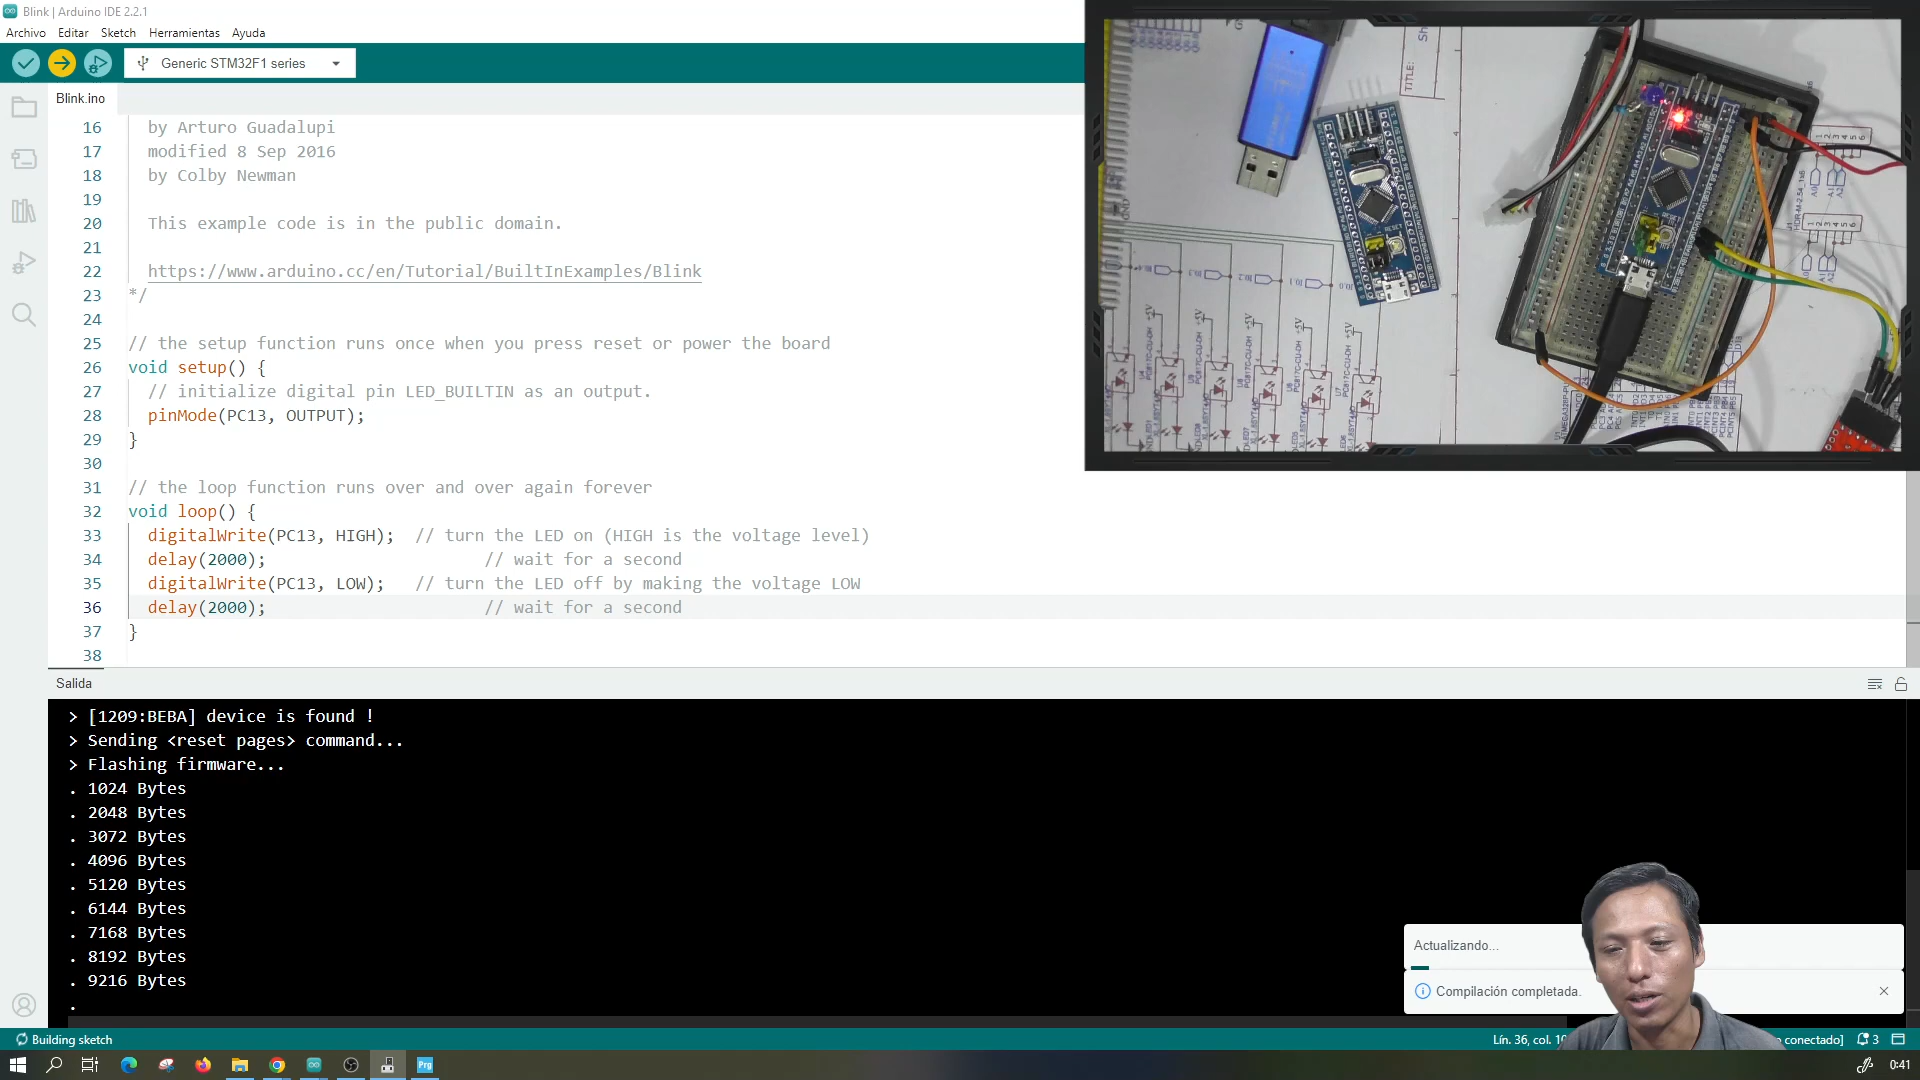 Blink | Arduino IDE 2.2.1
Archivo Editar Sketch Herramientas Ayuda
Generic STM32F1 series
Blink.ino
16 by Arturo Guadalupi
17 modified 8 Sep 2016
18 by Colby Newman
19
20 This example code is in the public domain.
21
22 https://www.arduino.cc/en/Tutorial/BuiltInExamples/Blink
23 */
24
25 // the setup function runs once when you press reset or power the board
26 void setup() {
27 // initialize digital pin LED_BUILTIN as an output.
28 pinMode(PC13, OUTPUT);
29 }
30
31 // the loop function runs over and over again forever
32 void loop() {
33 digitalWrite(PC13, HIGH); // turn the LED on (HIGH is the voltage level)
34 delay(2000); // wait for a second
35 digitalWrite(PC13, LOW); // turn the LED off by making the voltage LOW
36 delay(2000); // wait for a second
37 }
38
TITLE:
Sh
GND
+5V
+5V
+5V
+5V
+5V
Salida
> [1209:BEBA] device is found !
> Sending <reset pages> command...
> Flashing firmware...
. 1024 Bytes
. 2048 Bytes
. 3072 Bytes
. 4096 Bytes
. 5120 Bytes
. 6144 Bytes
. 7168 Bytes
. 8192 Bytes
. 9216 Bytes
.
Actualizando...
Compilación completada.
Building sketch
Lín. 36, col.
conectado]
3
Prg
0:41